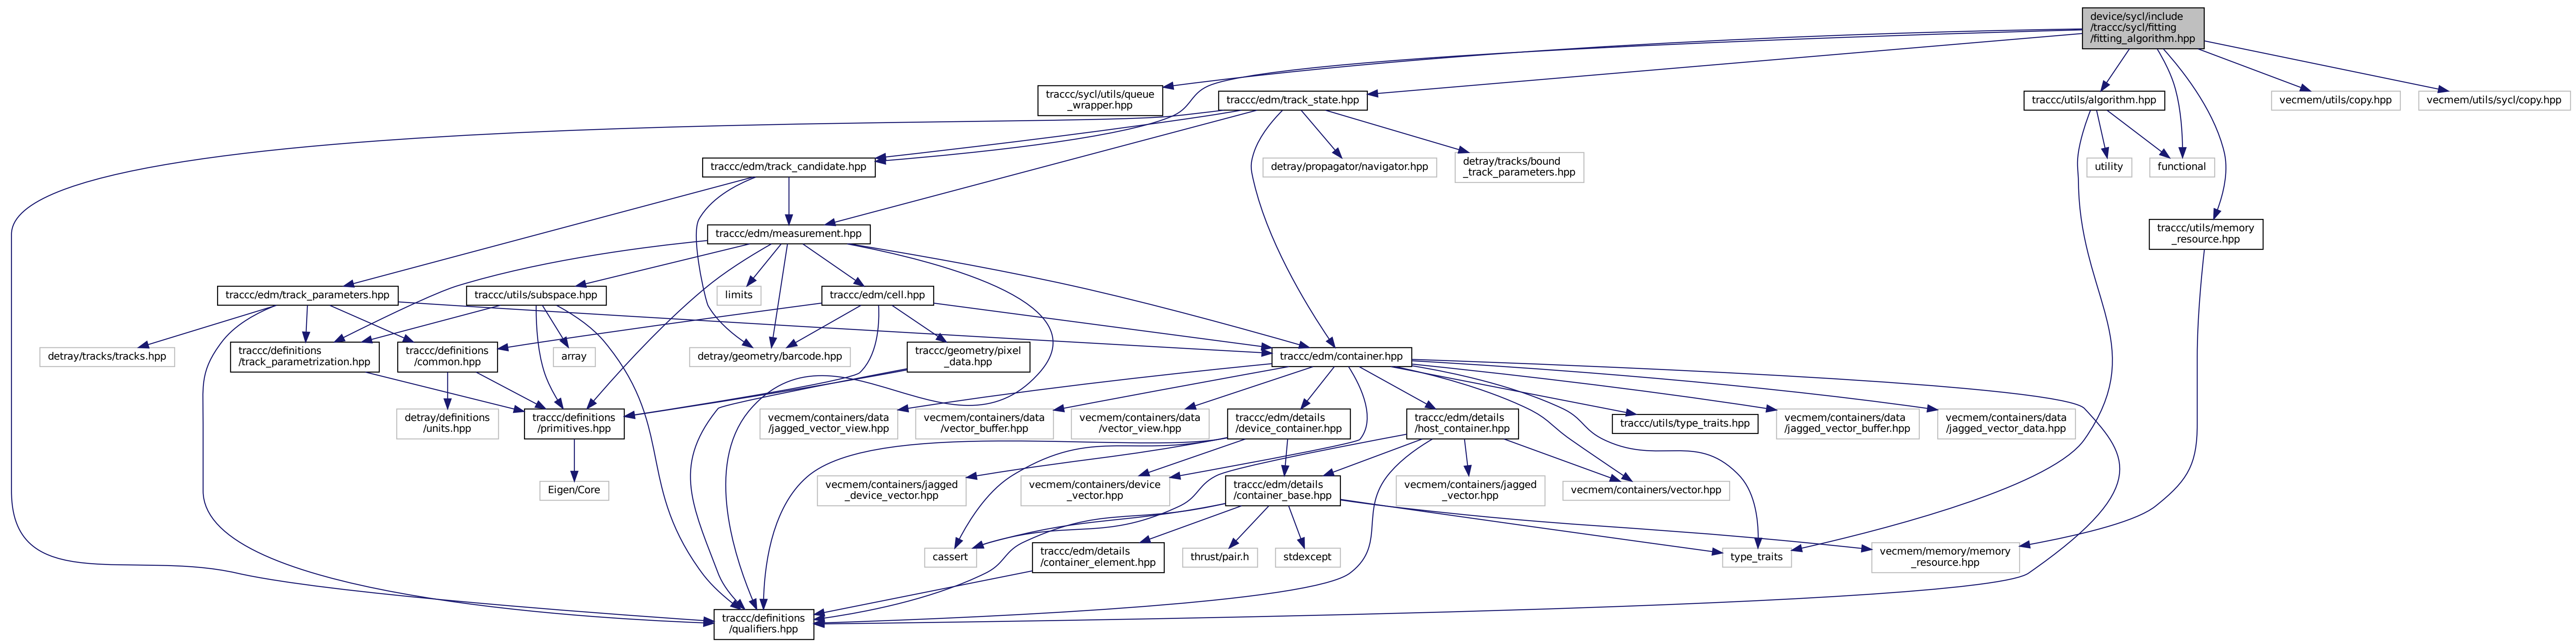 device/sycl/include
/traccc/sycl/fitting
/fitting_algorithm.hpp
traccc/sycl/utils/queue
_wrapper.hpp
traccc/edm/track_state.hpp
traccc/utils/algorithm.hpp
vecmem/utils/copy.hpp
vecmem/utils/sycl/copy.hpp
traccc/edm/track_candidate.hpp
detray/propagator/navigator.hpp
detray/tracks/bound
_track_parameters.hpp
utility
functional
traccc/edm/measurement.hpp
traccc/utils/memory
_resource.hpp
traccc/edm/track_parameters.hpp
traccc/utils/subspace.hpp
limits
traccc/edm/cell.hpp
detray/tracks/tracks.hpp
traccc/definitions
/track_parametrization.hpp
traccc/definitions
/common.hpp
array
detray/geometry/barcode.hpp
traccc/geometry/pixel
_data.hpp
traccc/edm/container.hpp
detray/definitions
/units.hpp
traccc/definitions
/primitives.hpp
vecmem/containers/data
/jagged_vector_view.hpp
vecmem/containers/data
/vector_buffer.hpp
vecmem/containers/data
/vector_view.hpp
traccc/edm/details
/device_container.hpp
traccc/edm/details
/host_container.hpp
traccc/utils/type_traits.hpp
vecmem/containers/data
/jagged_vector_buffer.hpp
vecmem/containers/data
/jagged_vector_data.hpp
Eigen/Core
vecmem/containers/jagged
_device_vector.hpp
vecmem/containers/device
_vector.hpp
traccc/edm/details
/container_base.hpp
vecmem/containers/jagged
_vector.hpp
vecmem/containers/vector.hpp
cassert
traccc/edm/details
/container_element.hpp
thrust/pair.h
stdexcept
type_traits
vecmem/memory/memory
_resource.hpp
traccc/definitions
/qualifiers.hpp